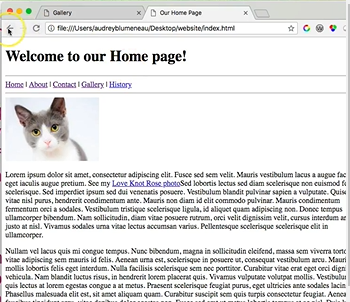 Gallery
Our Home Page
file:///Users/audreyblumeneau/Desktop/website/index.html
Welcome to our Home page!
Home | About | Contact | Gallery | History
Lorem ipsum dolor sit amet, consectetur adipiscing elit. Fusce sed sem velit. Mauris vestibulum lacus a augue fac
eget iaculis augue pretium. See my Love Knot Rose photoSed lobortis lectus sed diam scelerisque non euismod fe
scelerisque. Sed imperdiet ipsum sed dui venenatis posuere. Vestibulum blandit pulvinar sapien a vulputate. Quis
vitae nisl purus, hendrerit condimentum ante. Mauris non diam id elit commodo pulvinar. Mauris condimentum
fermentum orci a sodales. Vestibulum tristique scelerisque ligula, id aliquet quam adipiscing non. Donec tempus
ullamcorper bibendum. Nam sollicitudin, diam vitae posuere rutrum, orci velit dignissim velit, cursus interdum ar
justo at nisl. Vivamus sodales urna vitae lectus accumsan varius. Pellentesque scelerisque blandit elit in
ullamcorper.
Nullam vel lacus quis mi congue tempus. Nunc bibendum, magna in sollicitudin eleifend, massa sem viverra torto
vitae adipiscing sem mauris id felis. Aenean urna est, scelerisque in posuere ut, consequat vestibulum arcu. Mauri
mollis lobortis felis eget interdum. Nulla facilisis scelerisque sem nec porttitor. Curabitur vitae erat eget orci dign
vehicula. Nam blandit luctus risus, in hendrerit lorem placerat quis. Vivamus vulputate volutpat mollis. Vestibulu
quis lectus at lorem egestas congue a at metus. Praesent scelerisque feugiat purus, eget ultricies ante sodales iacu
Phasellus malesuada elit est, sit amet aliquam quam. Curabitur suscipit sem quis turpis consectetur feugiat. Aene